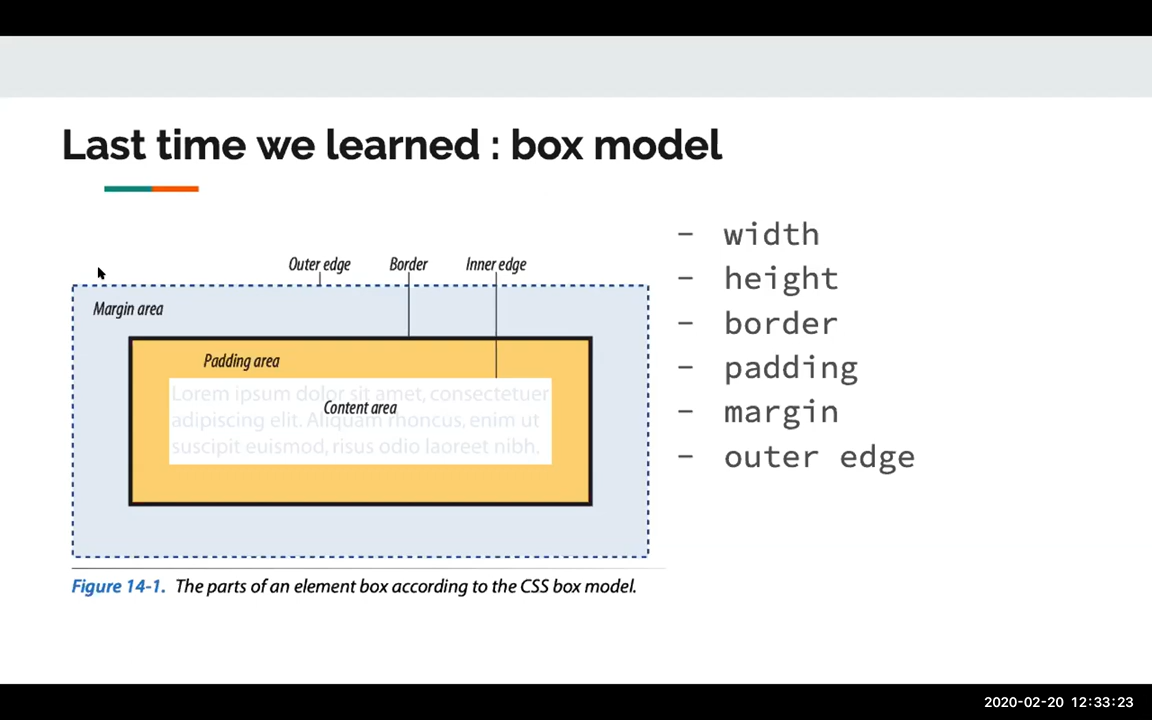 Last time we learned : box model
Outer edge Border Inner edge
Margin area
Padding area
Lorem ipsum dolor sit amet, consectetuer
Content area
adipiscing elit. Aliquam rhoncus, enim ut
suscipit euismod, risus odio laoreet nibh.
Figure 14-1. The parts of an element box according to the CSS box model.
- width
- height
- border
- padding
- margin
- outer edge
2020-02-20 12:33:23